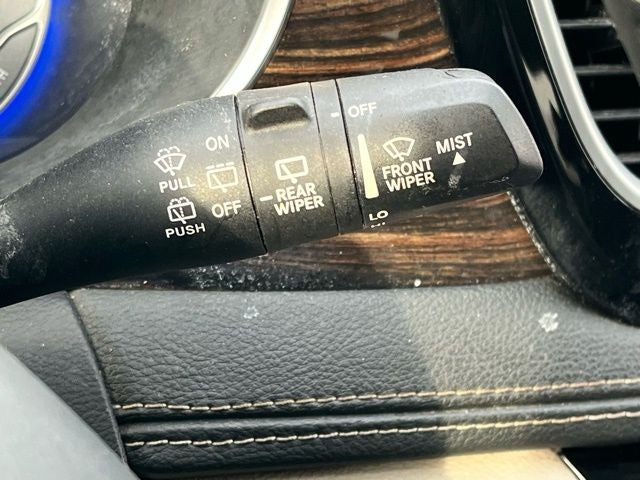 ON
PULL
OFF
PUSH
REAR
WIPER
OFF
FRONT
WIPER
MIST
LO